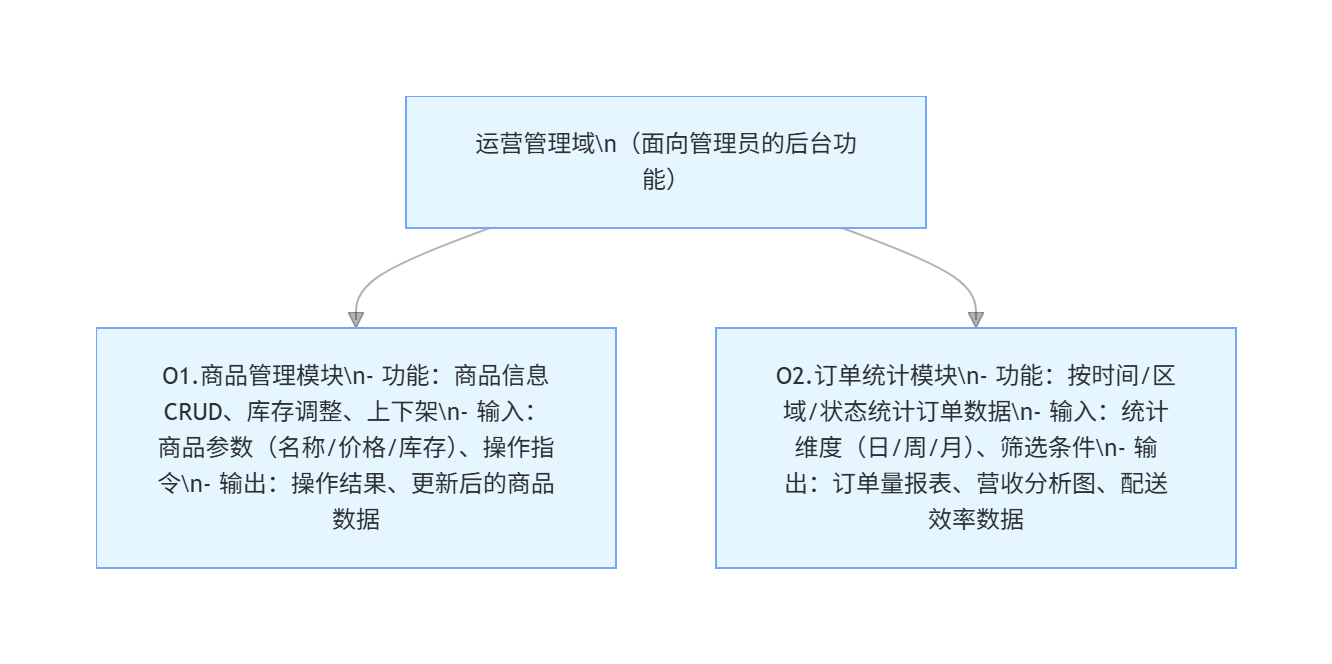 运营管理域\n（面向管理员的后台功
能）
O1.商品管理模块\n- 功能：商品信息
CRUD、库存调整、上下架\n- 输入：
商品参数（名称/价格/库存）、操作指
令\n- 输出：操作结果、更新后的商品
数据
O2.订单统计模块\n- 功能：按时间/区
域/状态统计订单数据\n- 输入：统计
维度（日/周/月）、筛选条件\n- 输
出：订单量报表、营收分析图、配送
效率数据